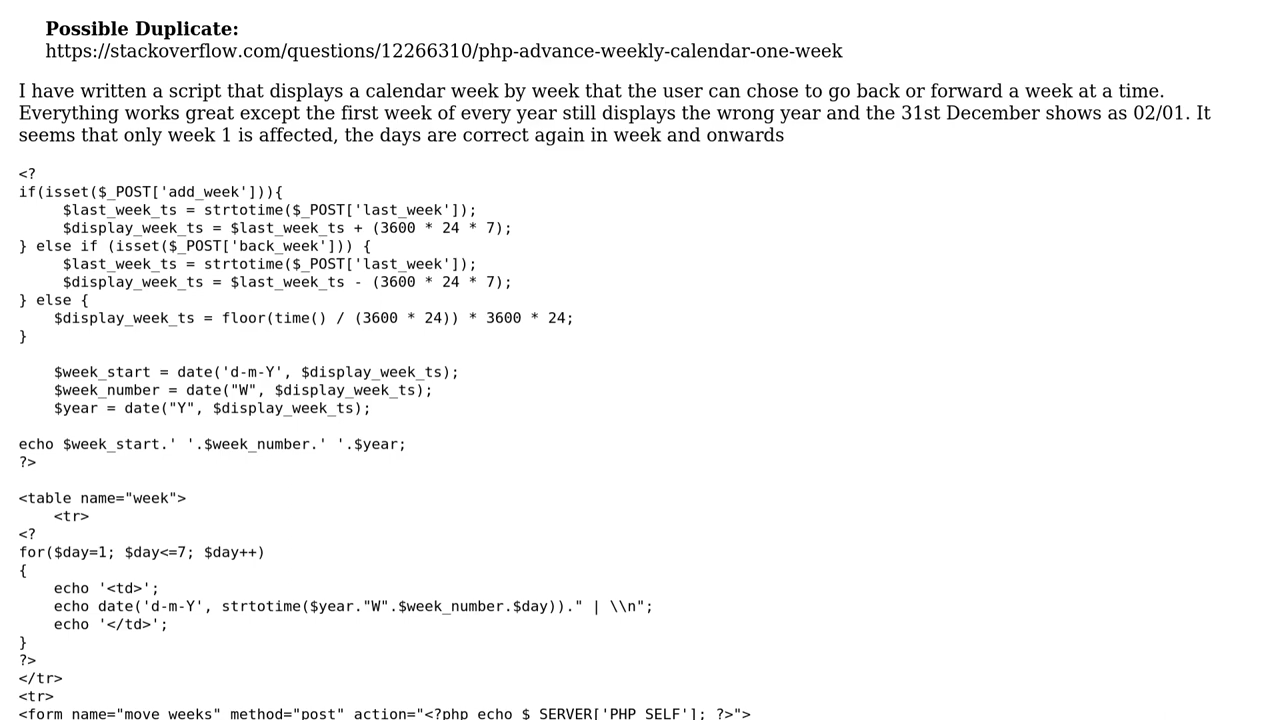 Possible Duplicate:
https://stackoverflow.com/questions/12266310/php-advance-weekly-calendar-one-week
I have written a script that displays a calendar week by week that the user can chose to go back or forward a week at a time.
Everything works great except the first week of every year still displays the wrong year and the 31st December shows as 02/01. It
seems that only week 1 is affected, the days are correct again in week and onwards
<?
if(isset($_POST['add_week'])){
     $last_week_ts = strtotime($_POST['last_week']);
     $display_week_ts = $last_week_ts + (3600 * 24 * 7);
} else if (isset($_POST['back_week'])) {
     $last_week_ts = strtotime($_POST['last_week']);
     $display_week_ts = $last_week_ts - (3600 * 24 * 7);
} else {
    $display_week_ts = floor(time() / (3600 * 24)) * 3600 * 24;
}
    $week_start = date('d-m-Y', $display_week_ts);
    $week_number = date("W", $display_week_ts);
    $year = date("Y", $display_week_ts);
echo $week_start.' '.$week_number.' '.$year;
?>
<table name="week">
    <tr>
<?
for($day=1; $day<=7; $day++)
{
    echo '<td>';
    echo date('d-m-Y', strtotime($year."W".$week_number.$day))." | \\n";
    echo '</td>';
}
?>
</tr>
<tr>
<form name="move_weeks" method="post" action="<?php echo $_SERVER['PHP_SELF']; ?>">